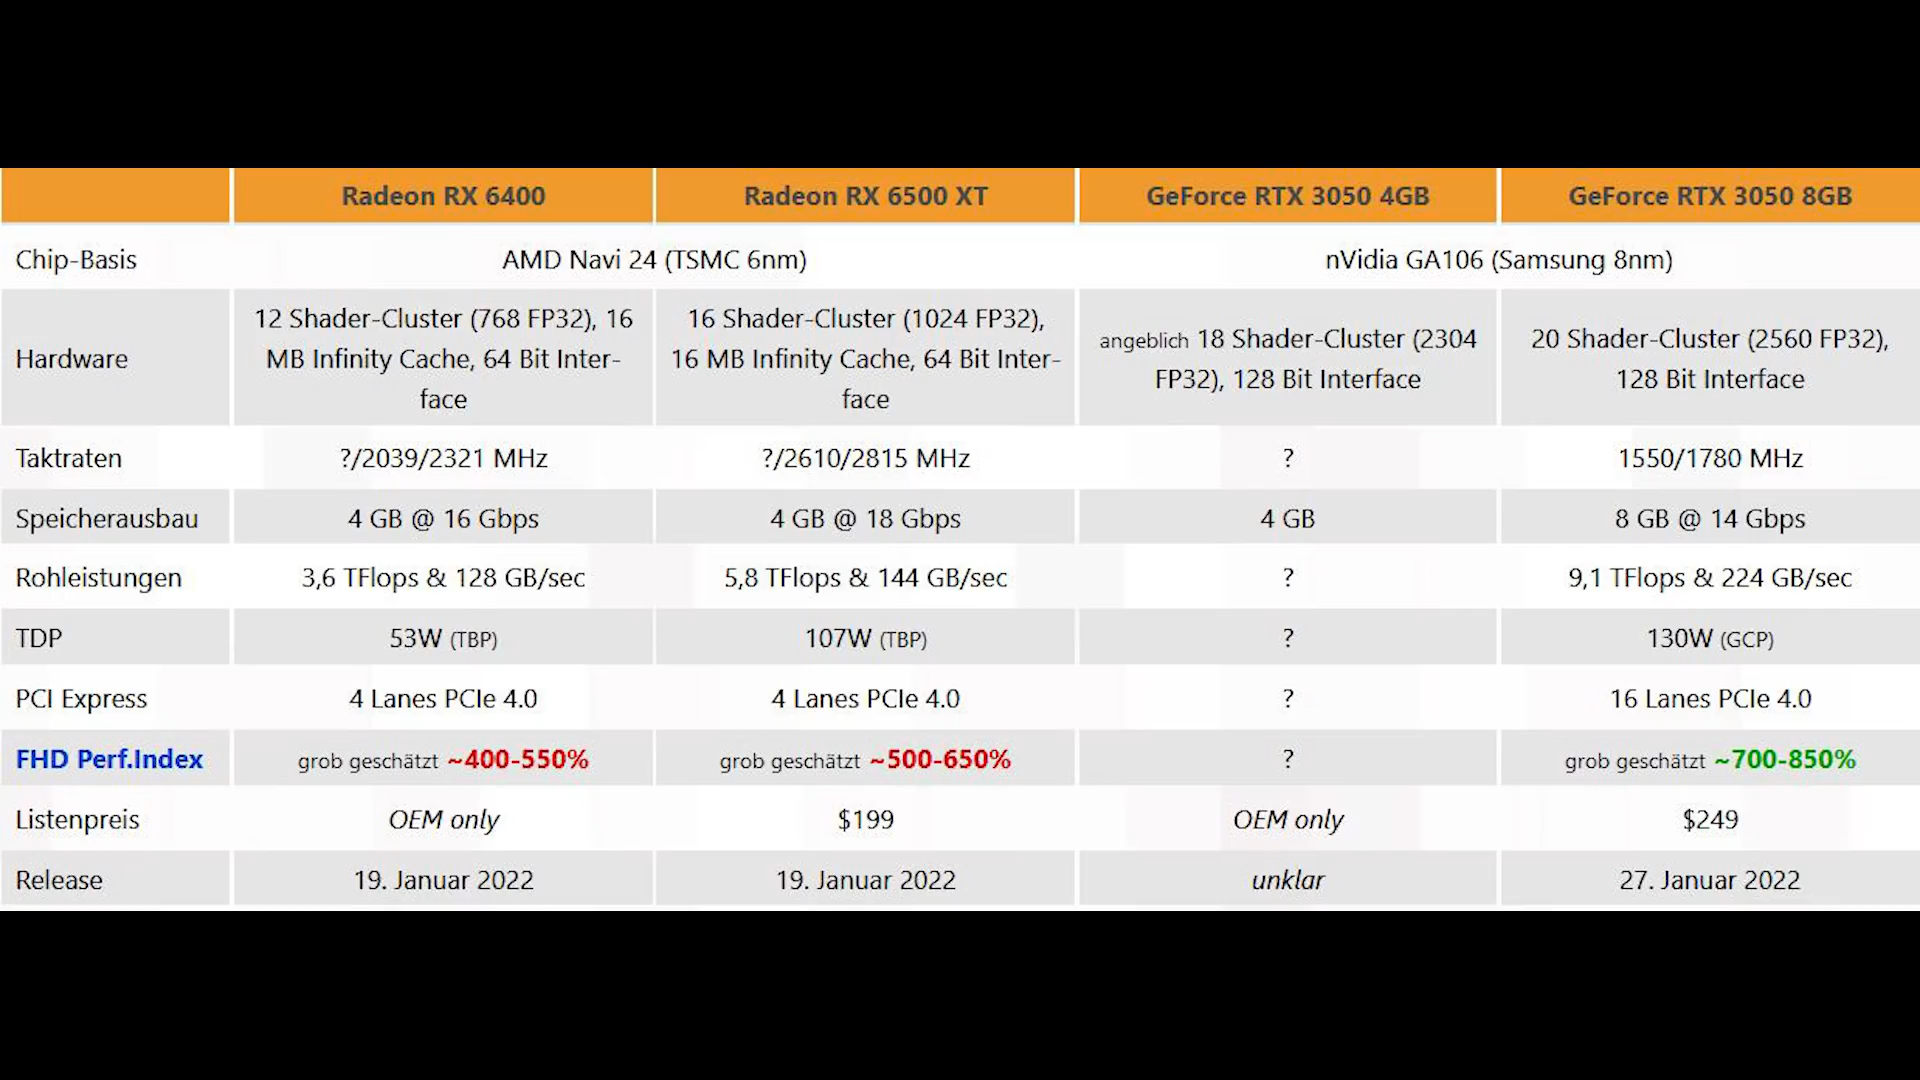 Radeon RX 6400 Radeon RX 6500 XT GeForce RTX 3050 4GB GeForce RTX 3050 8GB
Chip-Basis AMD Navi 24 (TSMC 6nm) nVidia GA106 (Samsung 8nm)
Hardware
12 Shader-Cluster (768 FP32), 16
MB Infinity Cache, 64 Bit Inter-
face
16 Shader-Cluster (1024 FP32),
16 MB Infinity Cache, 64 Bit Inter-
face
angeblich 18 Shader-Cluster (2304
FP32), 128 Bit Interface
20 Shader-Cluster (2560 FP32),
128 Bit Interface
Taktraten ?/2039/2321 MHz ?/2610/2815 MHz ? 1550/1780 MHz
Speicherausbau 4 GB @ 16 Gbps 4 GB @ 18 Gbps 4 GB 8 GB @ 14 Gbps
Rohleistungen 3,6 TFlops & 128 GB/sec 5,8 TFlops & 144 GB/sec ? 9,1 TFlops & 224 GB/sec
TDP 53W (TBP) 107W (TBP) ? 130W (GCP)
PCI Express 4 Lanes PCIe 4.0 4 Lanes PCIe 4.0 ? 16 Lanes PCIe 4.0
FHD Perf.Index grob geschätzt ~400-550% grob geschätzt ~500-650% ? grob geschätzt ~700-850%
Listenpreis OEM only $199 OEM only $249
Release 19. Januar 2022 19. Januar 2022 unklar 27. Januar 2022